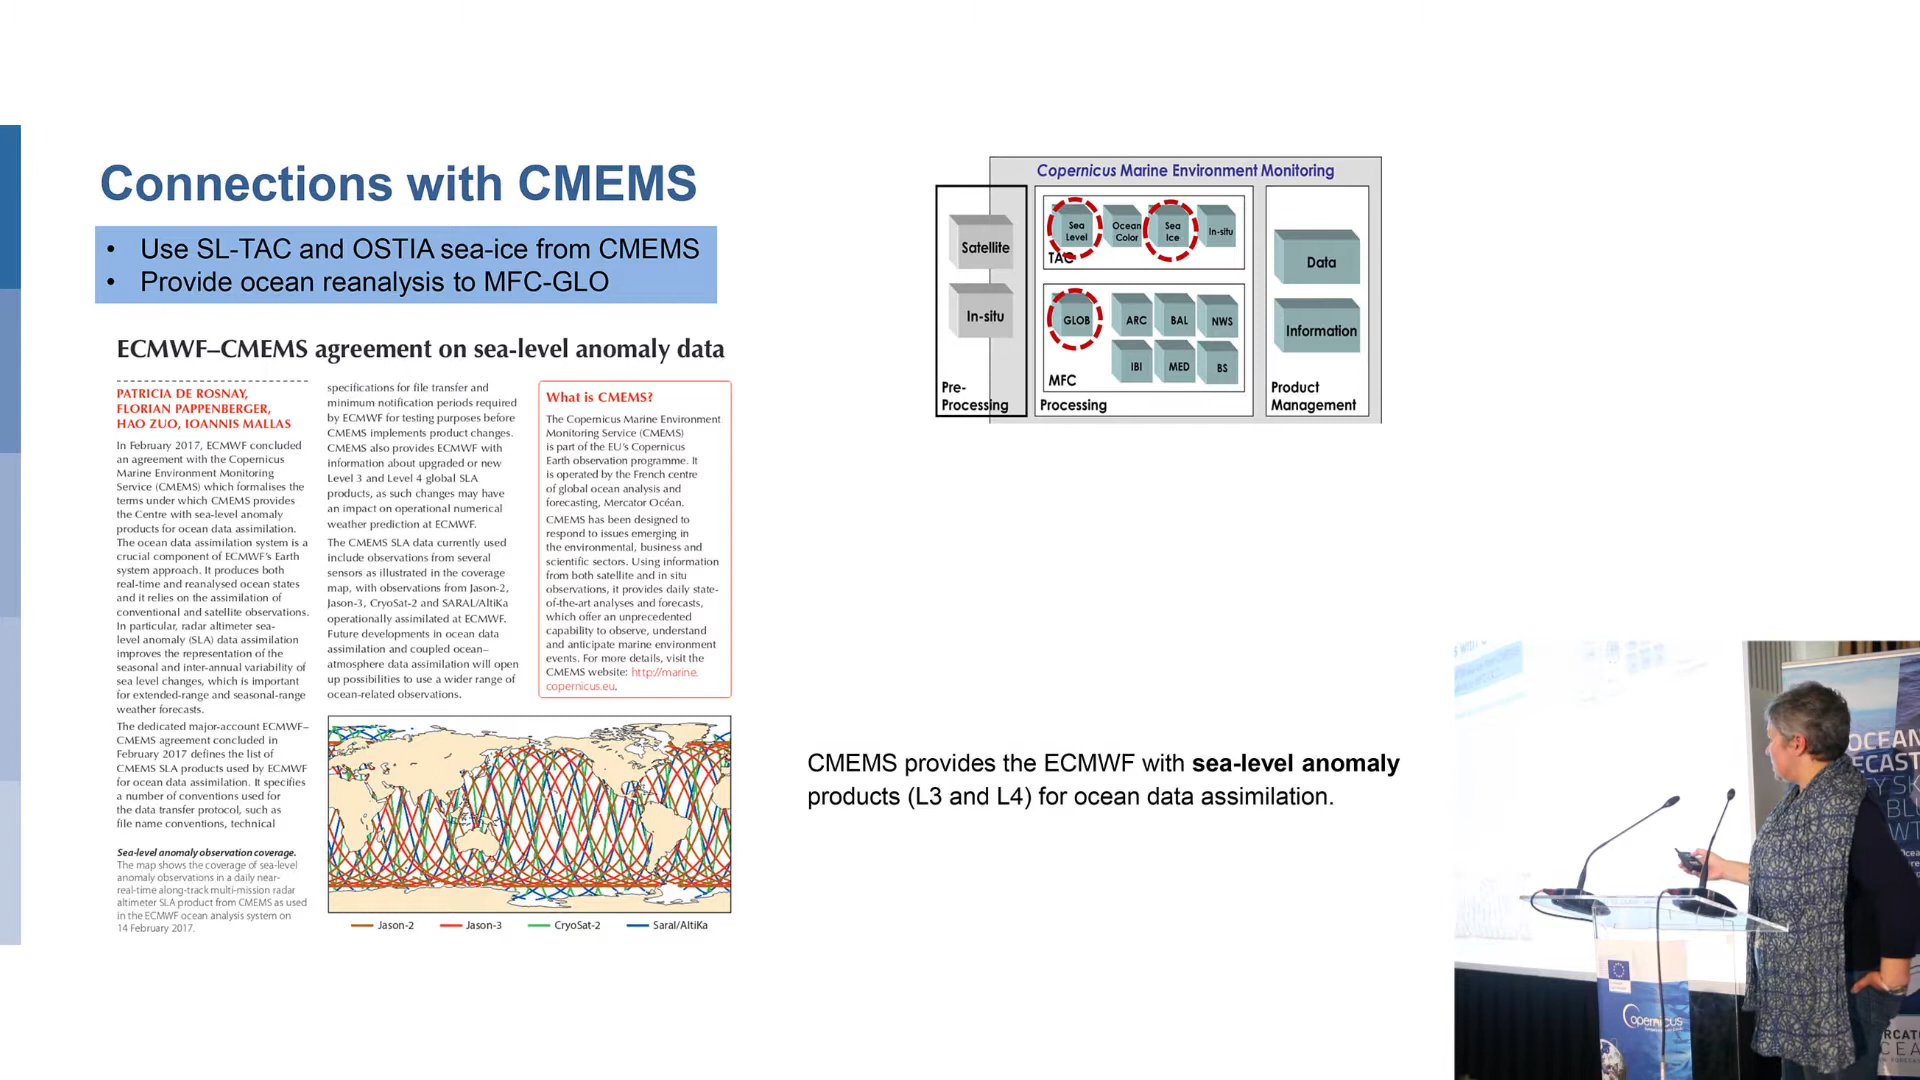 Connections with CMEMS
• Use SL-TAC and OSTIA sea-ice from CMEMS
• Provide ocean reanalysis to MFC-GLO
ECMWF–CMEMS agreement on sea-level anomaly data
PATRICIA DE ROSNAY,
FLORIAN PAPPENBERGER,
HAO ZUO, IOANNIS MALLAS
In February 2017, ECMWF concluded
an agreement with the Copernicus
Marine Environment Monitoring
Service (CMEMS) which formalises the
terms under which CMEMS provides
the Centre with sea-level anomaly
products for ocean data assimilation.
The ocean data assimilation system is a
crucial component of ECMWF's Earth
system approach. It produces both
real-time and reanalysed ocean states
and it relies on the assimilation of
conventional and satellite observations.
In particular, radar altimeter sea-
level anomaly (SLA) data assimilation
improves the representation of the
seasonal and inter-annual variability of
sea level changes, which is important
for extended-range and seasonal-range
weather forecasts.
The dedicated major-account ECMWF–
CMEMS agreement concluded in
February 2017 defines the list of
CMEMS SLA products used by ECMWF
for ocean data assimilation. It specifies
a number of conventions used for
the data transfer protocol, such as
file name conventions, technical
specifications for file transfer and
minimum notification periods required
by ECMWF for testing purposes before
CMEMS implements product changes.
CMEMS also provides ECMWF with
information about upgraded or new
Level 3 and Level 4 global SLA
products, as such changes may have
an impact on operational numerical
weather prediction at ECMWF.
The CMEMS SLA data currently used
include observations from several
sensors as illustrated in the coverage
map, with observations from Jason-2,
Jason-3, CryoSat-2 and SARAL/AltiKa
operationally assimilated at ECMWF.
Future developments in ocean data
assimilation and coupled ocean–
atmosphere data assimilation will open
up possibilities to use a wider range of
ocean-related observations.
What is CMEMS?
The Copernicus Marine Environment
Monitoring Service (CMEMS)
is part of the EU's Copernicus
Earth observation programme. It
is operated by the French centre
of global ocean analysis and
forecasting, Mercator Océan.
CMEMS has been designed to
respond to issues emerging in
the environmental, business and
scientific sectors. Using information
from both satellite and in situ
observations, it provides daily state-
of-the-art analyses and forecasts,
which offer an unprecedented
capability to observe, understand
and anticipate marine environment
events. For more details, visit the
CMEMS website: http://marine.
copernicus.eu.
Sea-level anomaly observation coverage.
The map shows the coverage of sea-level
anomaly observations in a daily near-
real-time along-track multi-mission radar
altimeter SLA product from CMEMS as used
in the ECMWF ocean analysis system on
14 February 2017.
Jason-2 Jason-3 CryoSat-2 Saral/AltiKa
Copernicus Marine Environment Monitoring
Satellite
In-situ
Pre-
Processing
Sea
Level
Ocean
Color
Sea
Ice
In-situ
TAC
GLOB
ARC BAL NWS
IBI MED BS
MFC
Processing
Data
Information
Product
Management
CMEMS provides the ECMWF with sea-level anomaly
products (L3 and L4) for ocean data assimilation.
OCEAN
Copernicus